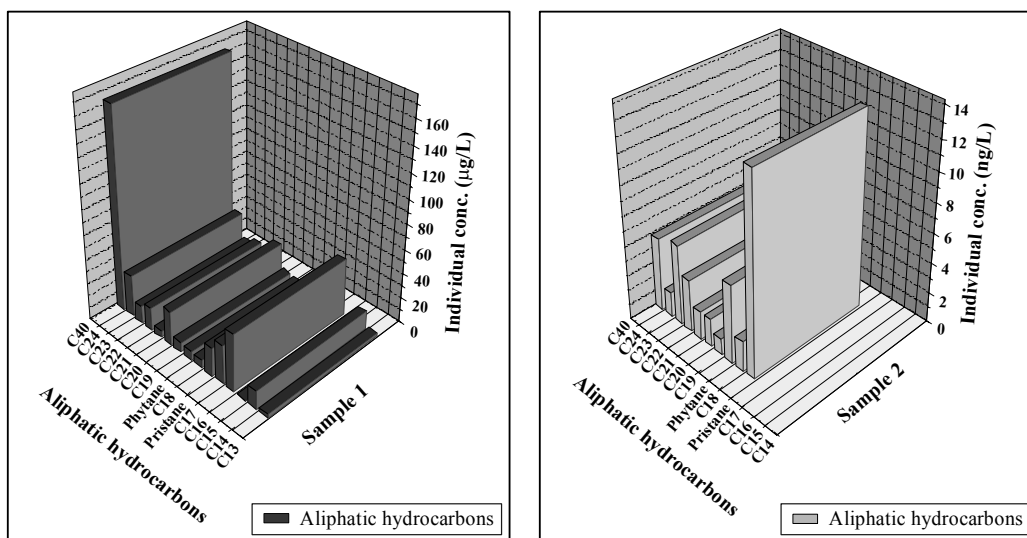 160
140
120
100
80
60
40
20
0
Individual conc. (µg/L)
C40
C24
C23
C22
C21
C20
C19
Phytane
C18
Pristane
C17
C16
C15
C14
C13
Aliphatic hydrocarbons
Sample 1
Aliphatic hydrocarbons
14
12
10
8
6
4
2
0
Individual conc. (ng/L)
C40
C24
C23
C22
C21
C20
C19
Phytane
C18
Pristane
C17
C16
C15
C14
Aliphatic hydrocarbons
Sample 2
Aliphatic hydrocarbons